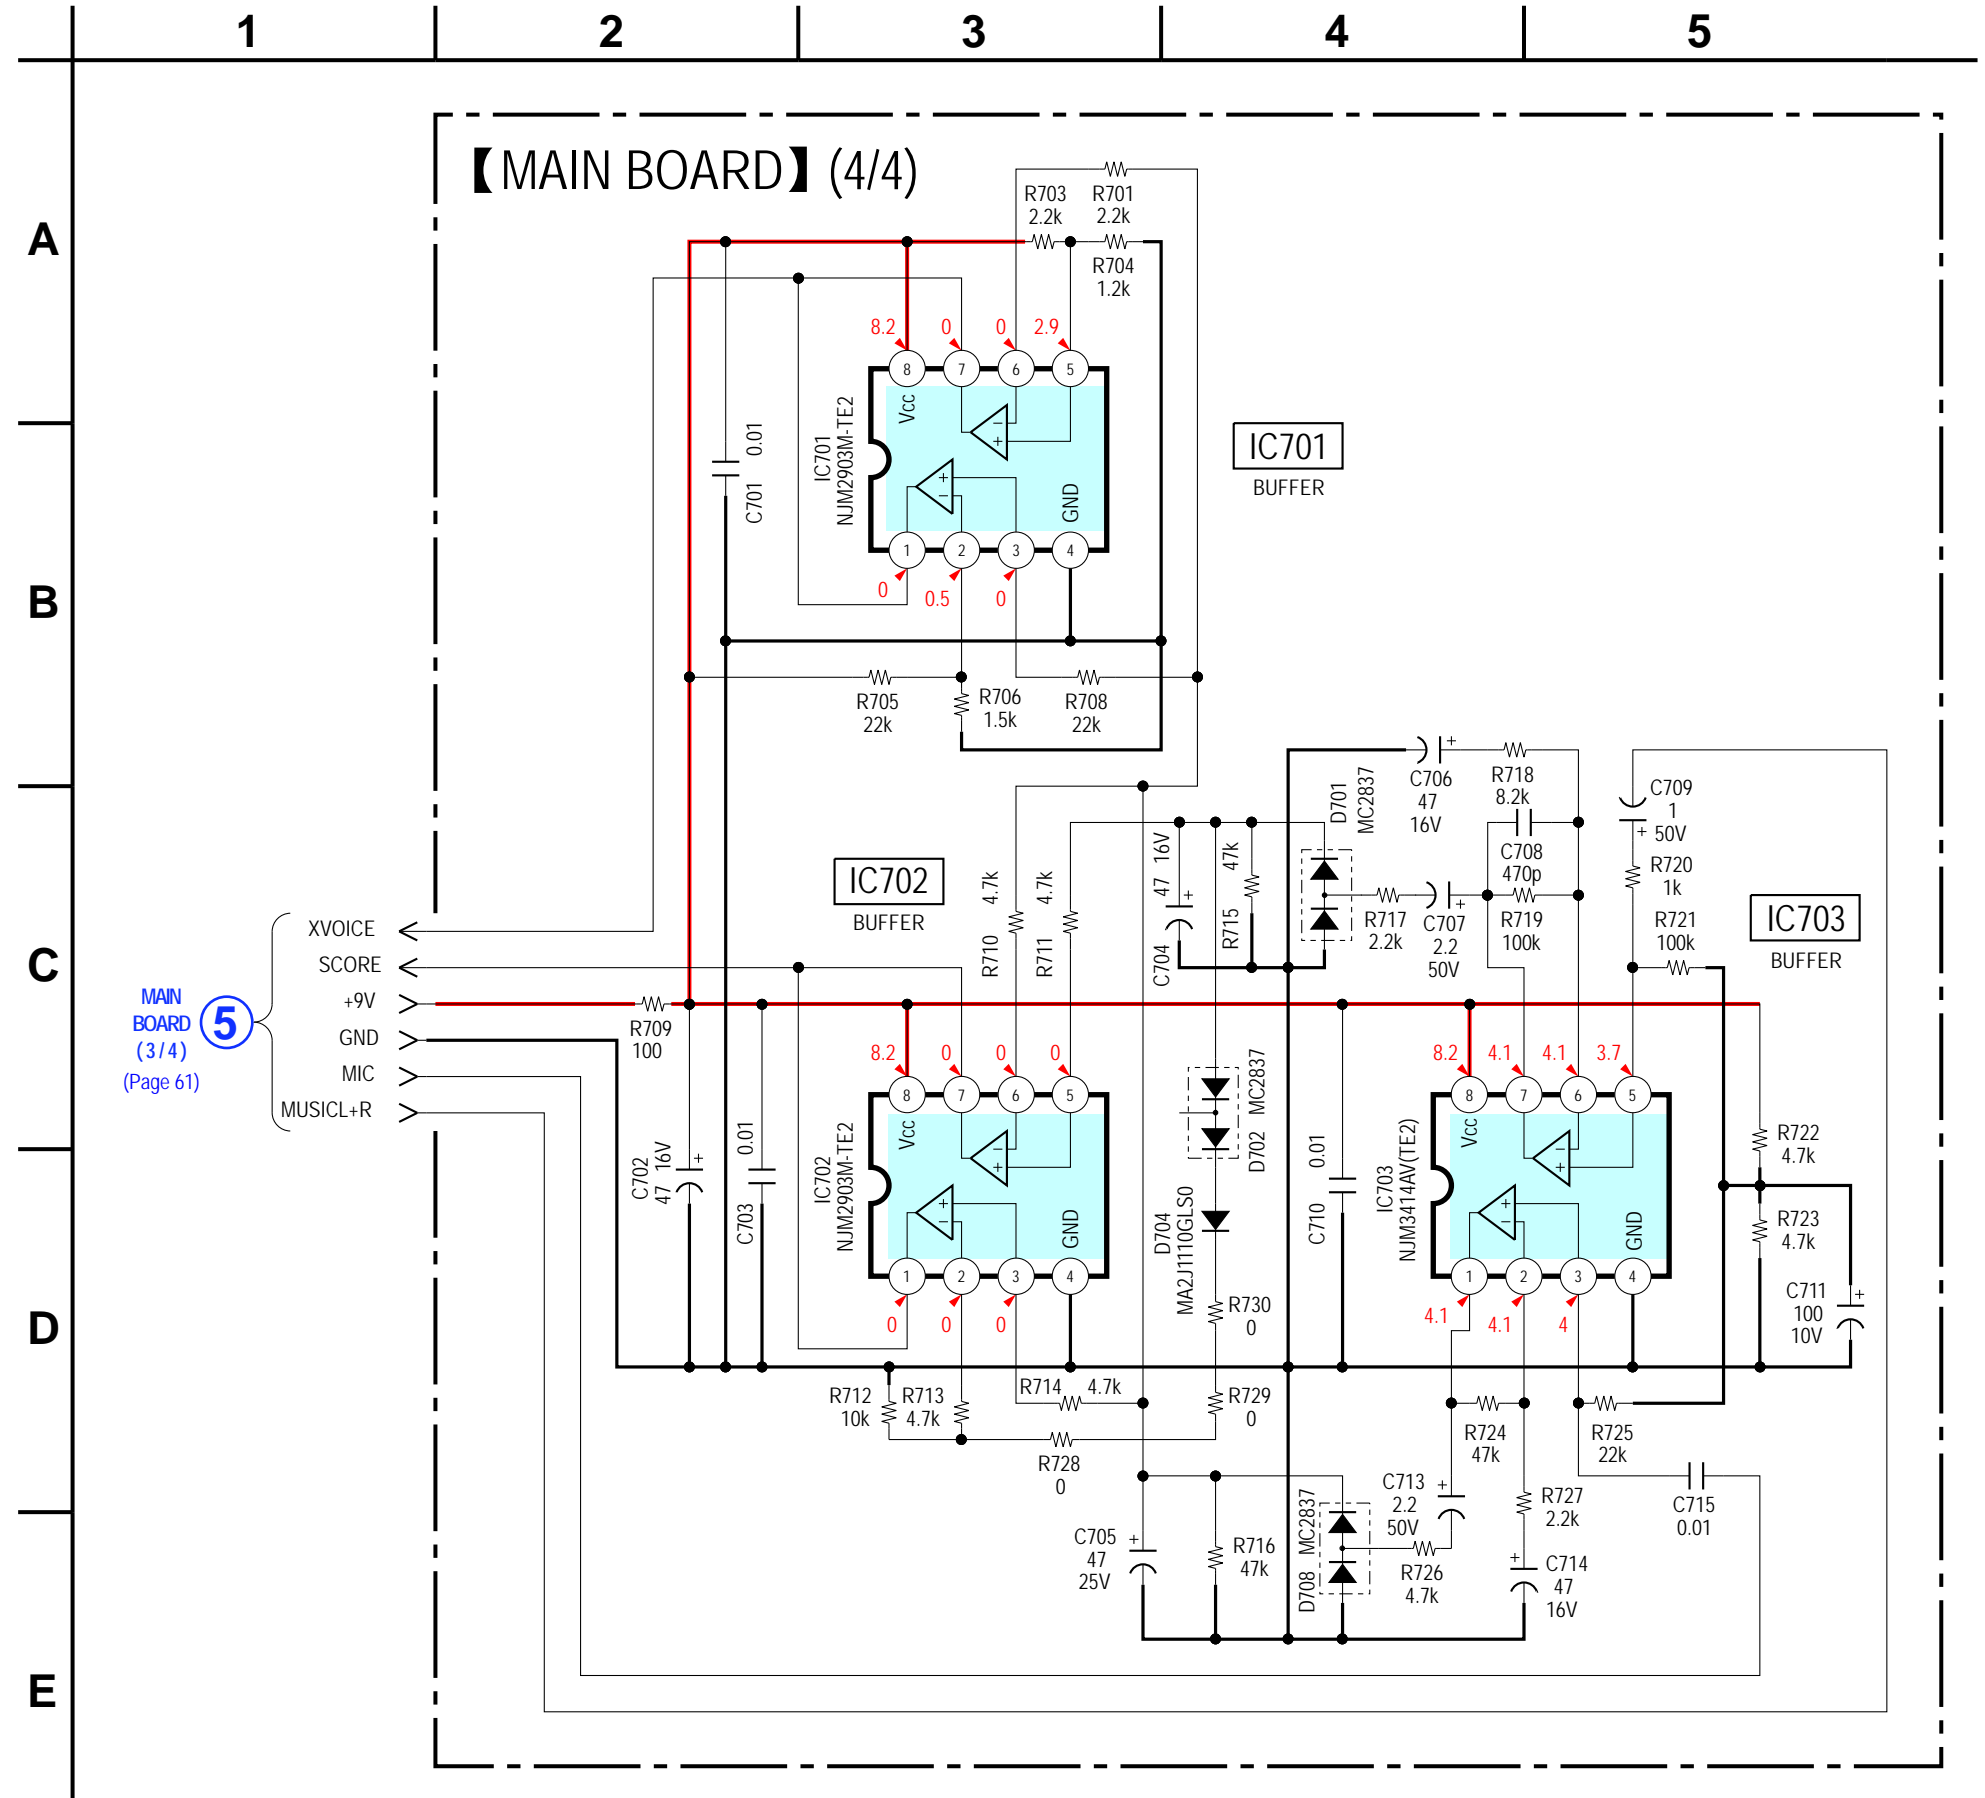 1 2 3 4 5
A
B
C
D
E
【MAIN BOARD】(4/4)
R703
2.2k
R701
2.2k
R704
1.2k
8.2 0 0 2.9
8 7 6 5
Vcc
IC701
NJM2903M-TE2
GND
1 2 3 4
0 0.5 0
C701 0.01
IC701
BUFFER
R705
22k
R706
1.5k
R708
22k
D701
MC2837
C706
47
16V
R718
8.2k
C709
1
50V
C708
470p
R720
1k
IC702
BUFFER
R710 4.7k
R711 4.7k
C704 47 16V
R715 47k
R717
2.2k
C707
2.2
50V
R719
100k
R721
100k
IC703
BUFFER
XVOICE
SCORE
+9V
GND
MIC
MUSICL+R
MAIN
BOARD
(3/4)
(Page 61)
5
R709
100
8.2 0 0 0
8 7 6 5
Vcc
IC702
NJM2903M-TE2
GND
1 2 3 4
0 0 0
C702
47 16V
C703 0.01
D702 MC2837
D704
MA2J1110GLS0
C710 0.01
8.2 4.1 4.1 3.7
8 7 6 5
Vcc
IC703
NJM3414AV(TE2)
GND
1 2 3 4
4.1 4.1 4
R722
4.7k
R723
4.7k
C711
100
10V
R730
0
R729
0
R712
10k
R713
4.7k
R714 4.7k
R728
0
R724
47k
R725
22k
C713
2.2
50V
R727
2.2k
C715
0.01
C705
47
25V
R716
47k
D708 MC2837
R726
4.7k
C714
47
16V